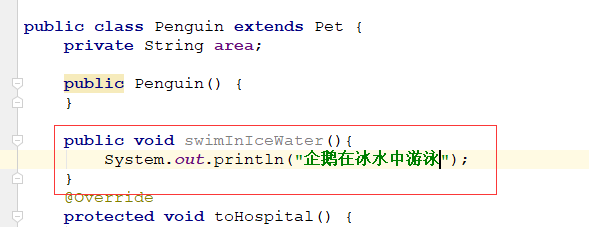 public class Penguin extends Pet {
private String area;
public Penguin() {
}
public void swimInIceWater(){
System.out.println("企鹅在冰水中游泳");
}
@Override
protected void toHospital() {